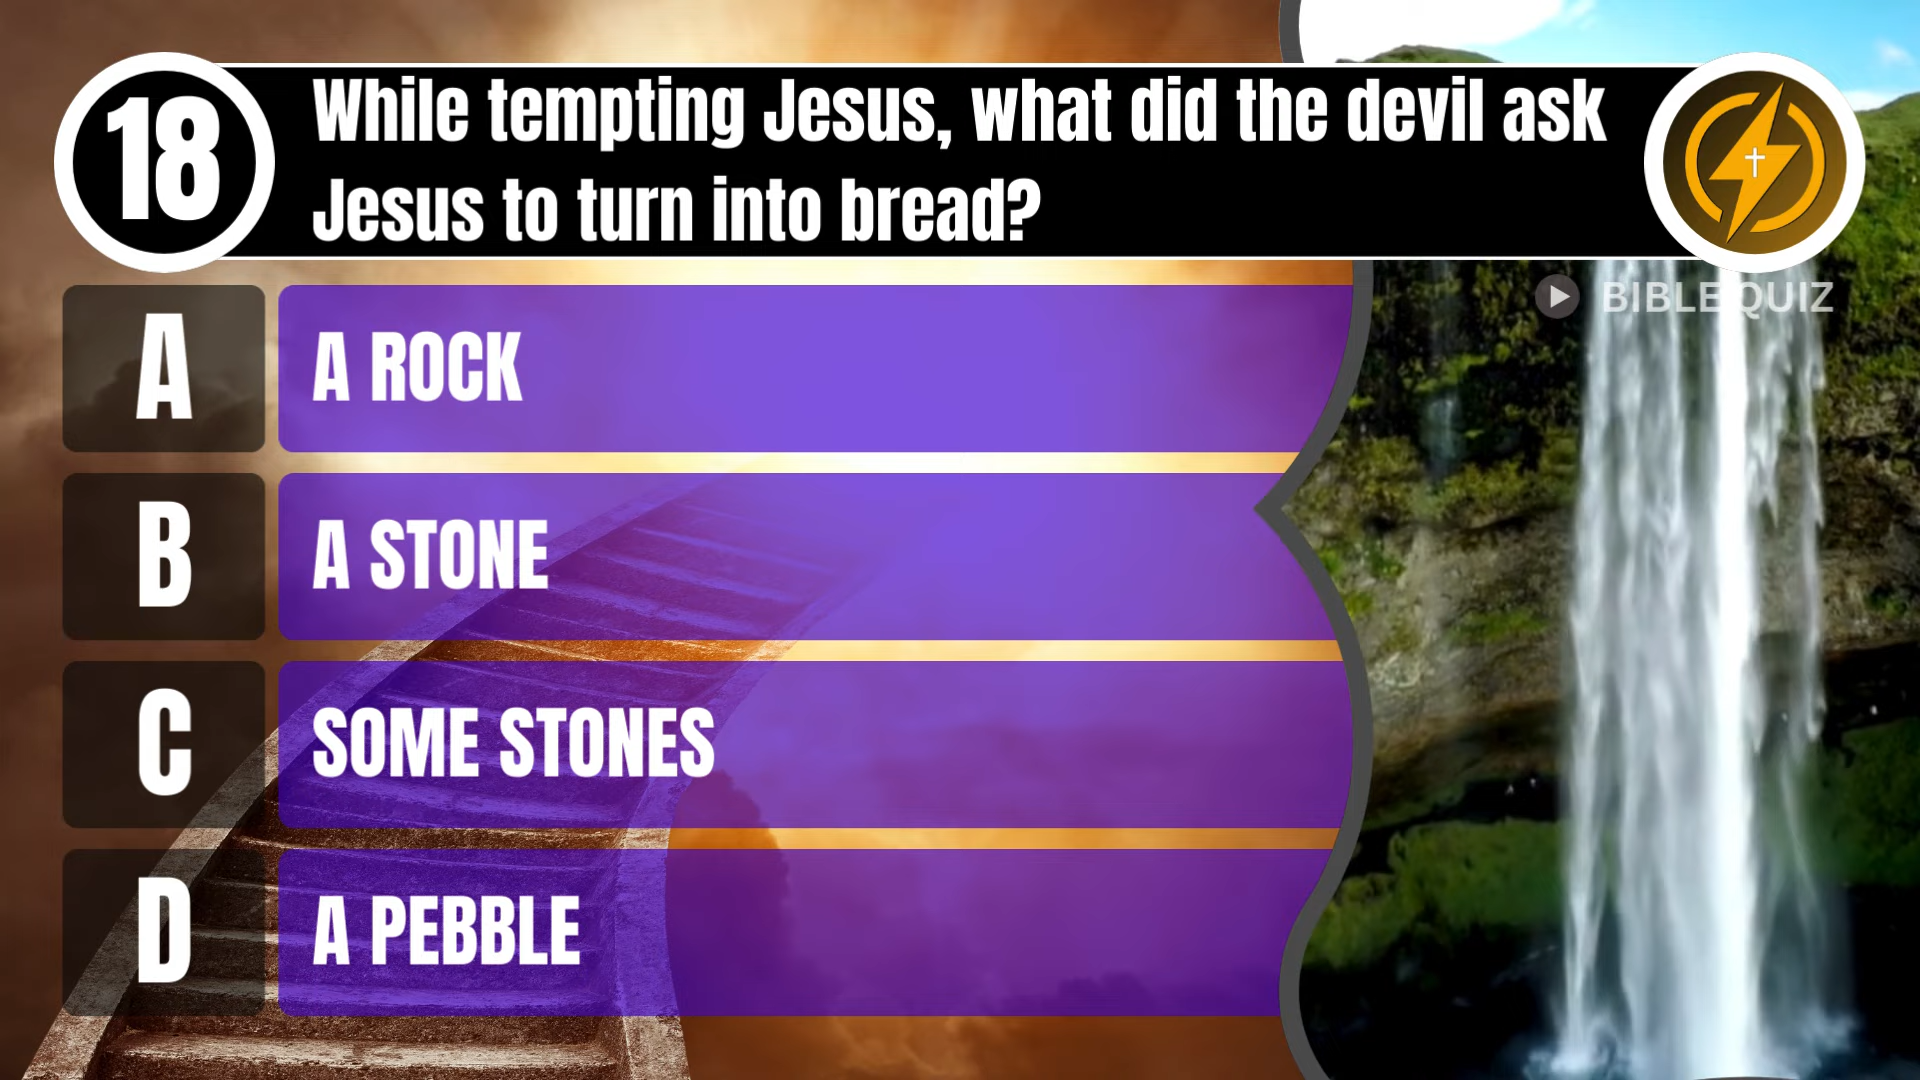 18
While tempting Jesus, what did the devil ask
Jesus to turn into bread?
BIBLE QUIZ
A
A ROCK
B
A STONE
C
SOME STONES
D
A PEBBLE